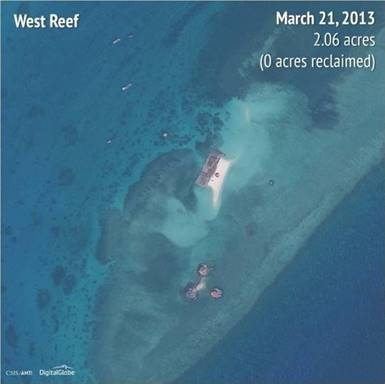 West Reef
March 21, 2013
2.06 acres
(0 acres reclaimed)
CSIS/AMTI DigitalGlobe